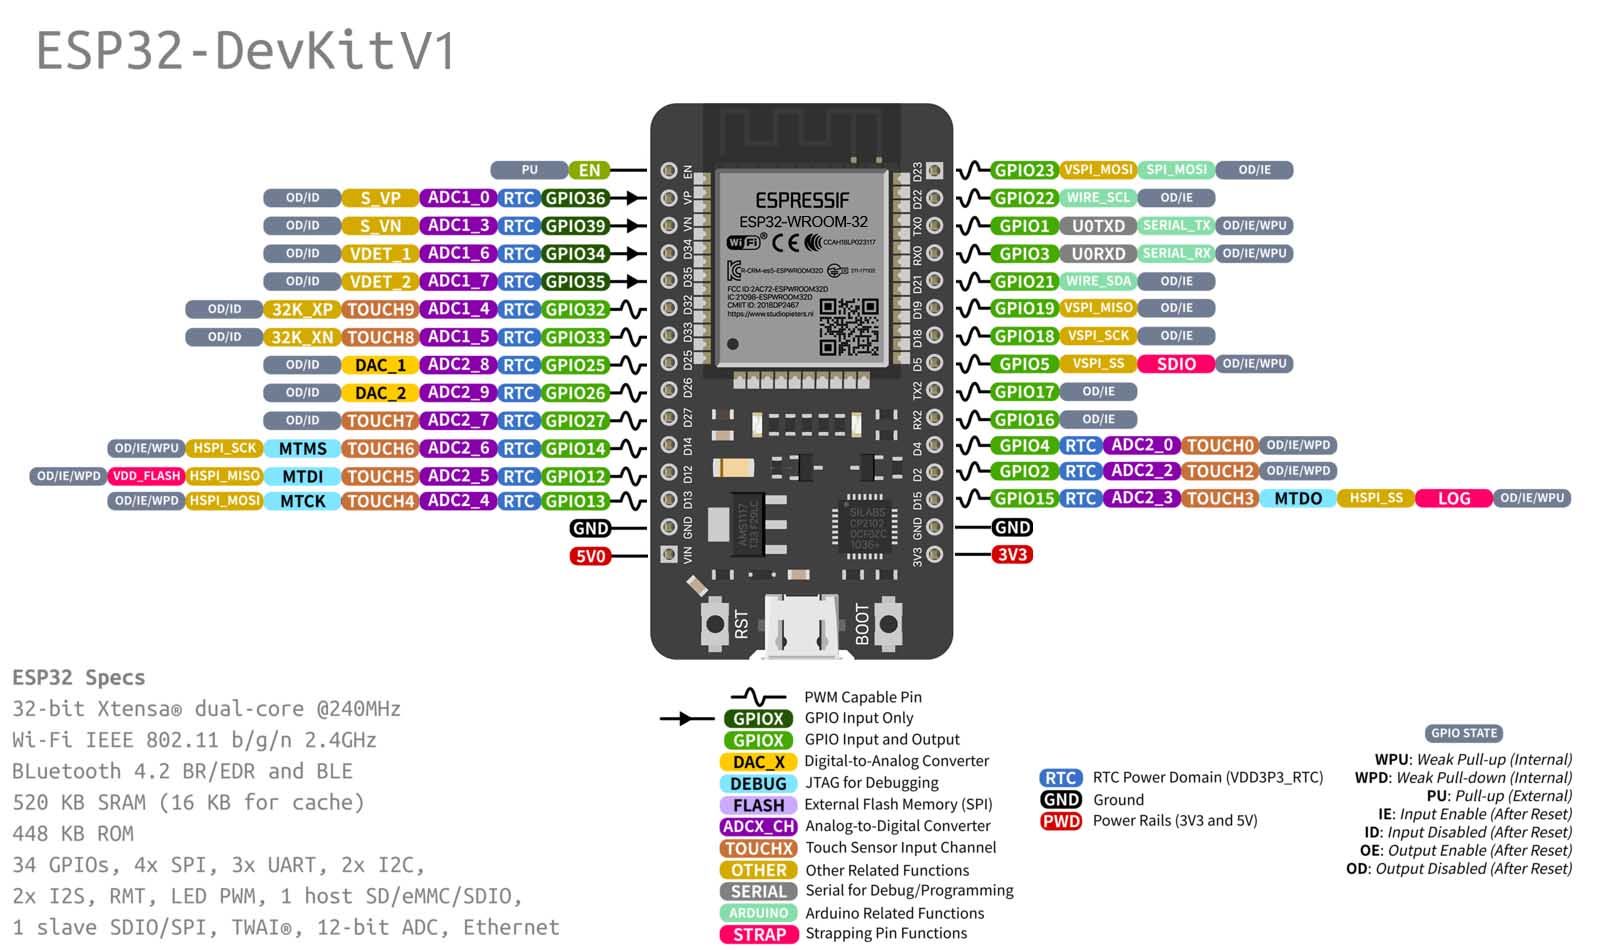 ESP32-DevKitV1
PU EN
OD/ID S_VP ADC1_0 RTC GPIO36
OD/ID S_VN ADC1_3 RTC GPIO39
OD/ID VDET_1 ADC1_6 RTC GPIO34
OD/ID VDET_2 ADC1_7 RTC GPIO35
OD/ID 32K_XP TOUCH9 ADC1_4 RTC GPIO32
OD/ID 32K_XN TOUCH8 ADC1_5 RTC GPIO33
OD/ID DAC_1 ADC2_8 RTC GPIO25
OD/ID DAC_2 ADC2_9 RTC GPIO26
OD/ID TOUCH7 ADC2_7 RTC GPIO27
OD/IE/WPU HSPI_SCK MTMS TOUCH6 ADC2_6 RTC GPIO14
OD/IE/WPD VDD_FLASH HSPI_MISO MTDI TOUCH5 ADC2_5 RTC GPIO12
OD/IE/WPD HSPI_MOSI MTCK TOUCH4 ADC2_4 RTC GPIO13
GND
5V0
EN
VP
VN
D34
D35
D32
D33
D25
D26
D27
D14
D12
D13
GND
VIN
ESPRESSIF
ESP32-WROOM-32
WiFi® CE CCAH18LP0231T7
R-CRM-es5-ESPWROOM32D 211-171102
FCC ID:2AC72-ESPWROOM32D
IC:21098-ESPWROOM32D
CMIIT ID: 2018DP2467
https://www.studiopieters.nl
AMS1117
SILABS
CP2102
DCF0ZC
1036+
RST
BOOT
D23
D22
TX0
RX0
D21
D19
D18
D5
TX2
RX2
D4
D2
D15
GND
3V3
GPIO23 VSPI_MOSI SPI_MOSI OD/IE
GPIO22 WIRE_SCL OD/IE
GPIO1 U0TXD SERIAL_TX OD/IE/WPU
GPIO3 U0RXD SERIAL_RX OD/IE/WPU
GPIO21 WIRE_SDA OD/IE
GPIO19 VSPI_MISO OD/IE
GPIO18 VSPI_SCK OD/IE
GPIO5 VSPI_SS SDIO OD/IE/WPU
GPIO17 OD/IE
GPIO16 OD/IE
GPIO4 RTC ADC2_0 TOUCH0 OD/IE/WPD
GPIO2 RTC ADC2_2 TOUCH2 OD/IE/WPD
GPIO15 RTC ADC2_3 TOUCH3 MTDO HSPI_SS LOG OD/IE/WPU
GND
3V3
ESP32 Specs
32-bit Xtensa® dual-core @240MHz
Wi-Fi IEEE 802.11 b/g/n 2.4GHz
BLuetooth 4.2 BR/EDR and BLE
520 KB SRAM (16 KB for cache)
448 KB ROM
34 GPIOs, 4x SPI, 3x UART, 2x I2C,
2x I2S, RMT, LED PWM, 1 host SD/eMMC/SDIO,
1 slave SDIO/SPI, TWAI®, 12-bit ADC, Ethernet
PWM Capable Pin
GPIOX GPIO Input Only
GPIOX GPIO Input and Output
DAC_X Digital-to-Analog Converter
DEBUG JTAG for Debugging
FLASH External Flash Memory (SPI)
ADCX_CH Analog-to-Digital Converter
TOUCHX Touch Sensor Input Channel
OTHER Other Related Functions
SERIAL Serial for Debug/Programming
ARDUINO Arduino Related Functions
STRAP Strapping Pin Functions
RTC RTC Power Domain (VDD3P3_RTC)
GND Ground
PWD Power Rails (3V3 and 5V)
GPIO STATE
WPU: Weak Pull-up (Internal)
WPD: Weak Pull-down (Internal)
PU: Pull-up (External)
IE: Input Enable (After Reset)
ID: Input Disabled (After Reset)
OE: Output Enable (After Reset)
OD: Output Disabled (After Reset)